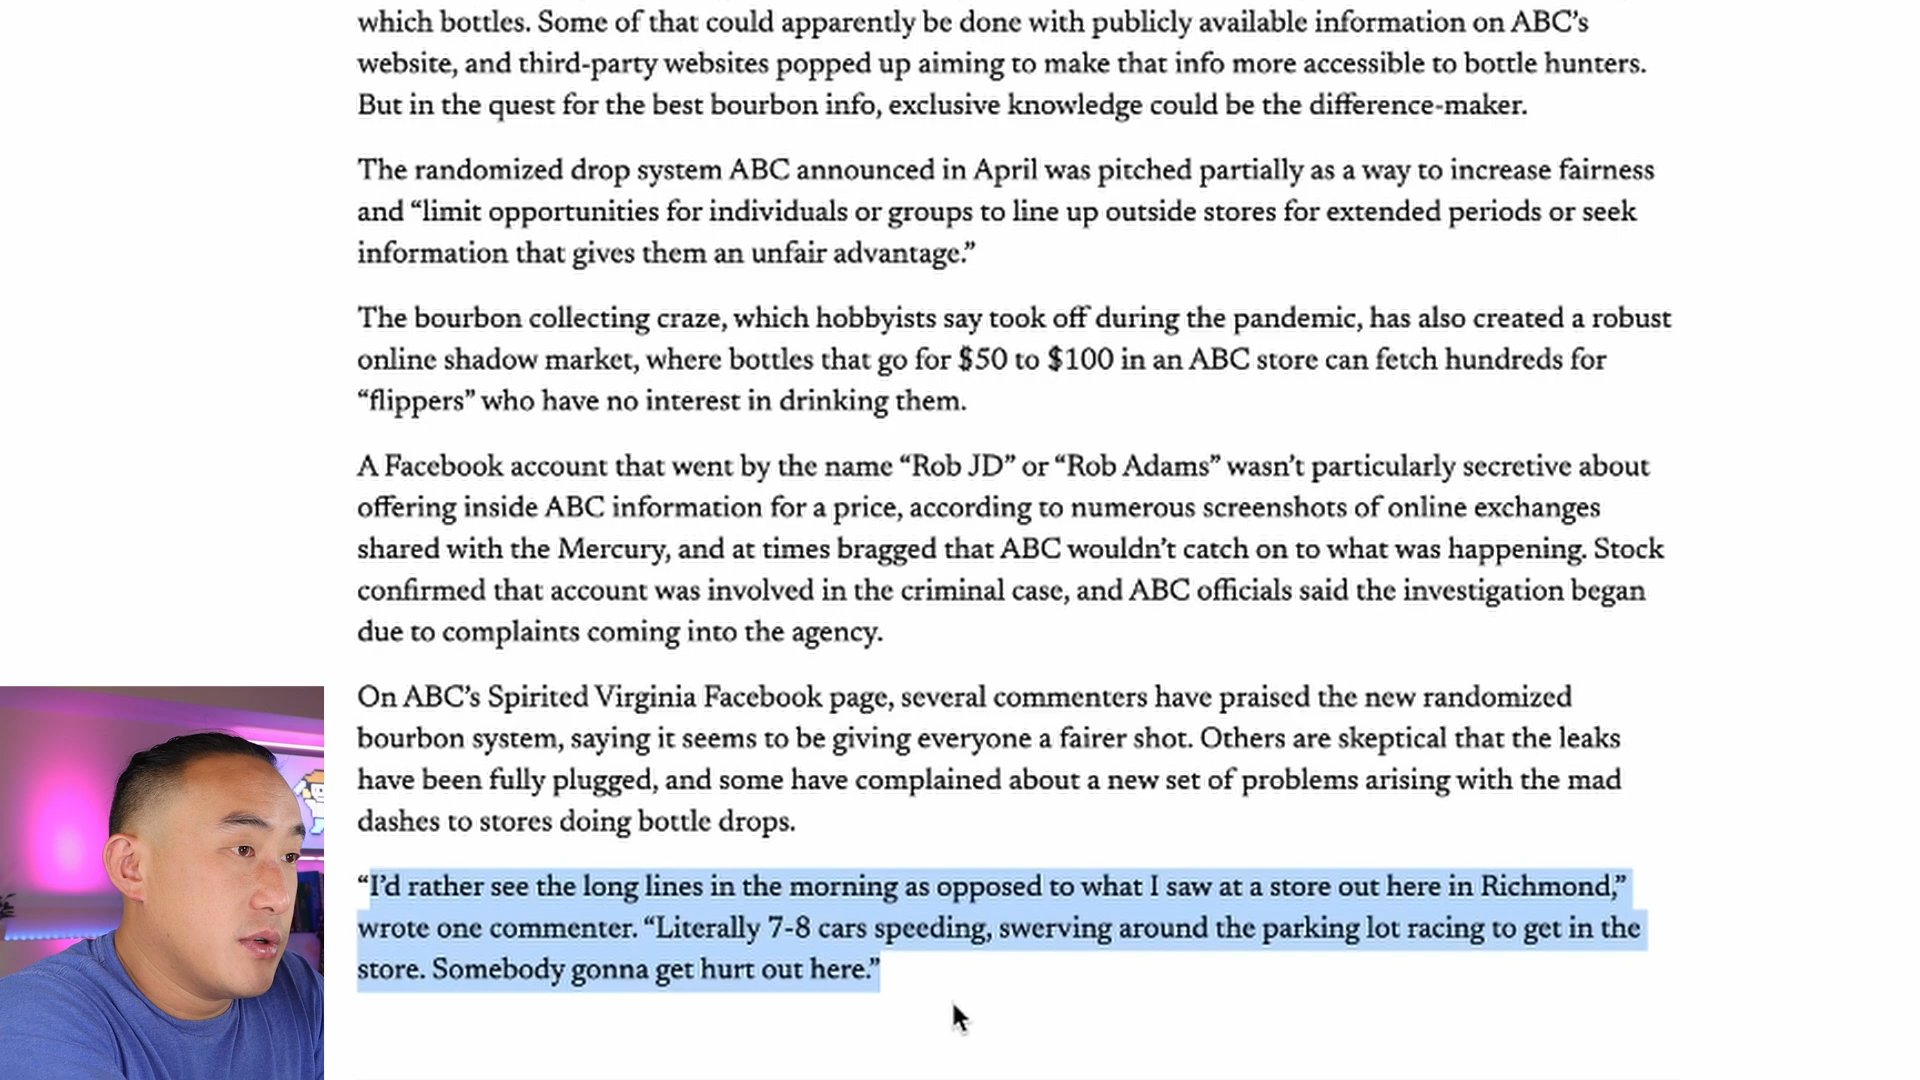 which bottles. Some of that could apparently be done with publicly available information on ABC’s
website, and third-party websites popped up aiming to make that info more accessible to bottle hunters.
But in the quest for the best bourbon info, exclusive knowledge could be the difference-maker.
The randomized drop system ABC announced in April was pitched partially as a way to increase fairness
and “limit opportunities for individuals or groups to line up outside stores for extended periods or seek
information that gives them an unfair advantage.”
The bourbon collecting craze, which hobbyists say took off during the pandemic, has also created a robust
online shadow market, where bottles that go for $50 to $100 in an ABC store can fetch hundreds for
“flippers” who have no interest in drinking them.
A Facebook account that went by the name “Rob JD” or “Rob Adams” wasn’t particularly secretive about
offering inside ABC information for a price, according to numerous screenshots of online exchanges
shared with the Mercury, and at times bragged that ABC wouldn’t catch on to what was happening. Stock
confirmed that account was involved in the criminal case, and ABC officials said the investigation began
due to complaints coming into the agency.
On ABC’s Spirited Virginia Facebook page, several commenters have praised the new randomized
bourbon system, saying it seems to be giving everyone a fairer shot. Others are skeptical that the leaks
have been fully plugged, and some have complained about a new set of problems arising with the mad
dashes to stores doing bottle drops.
“I’d rather see the long lines in the morning as opposed to what I saw at a store out here in Richmond,”
wrote one commenter. “Literally 7-8 cars speeding, swerving around the parking lot racing to get in the
store. Somebody gonna get hurt out here.”